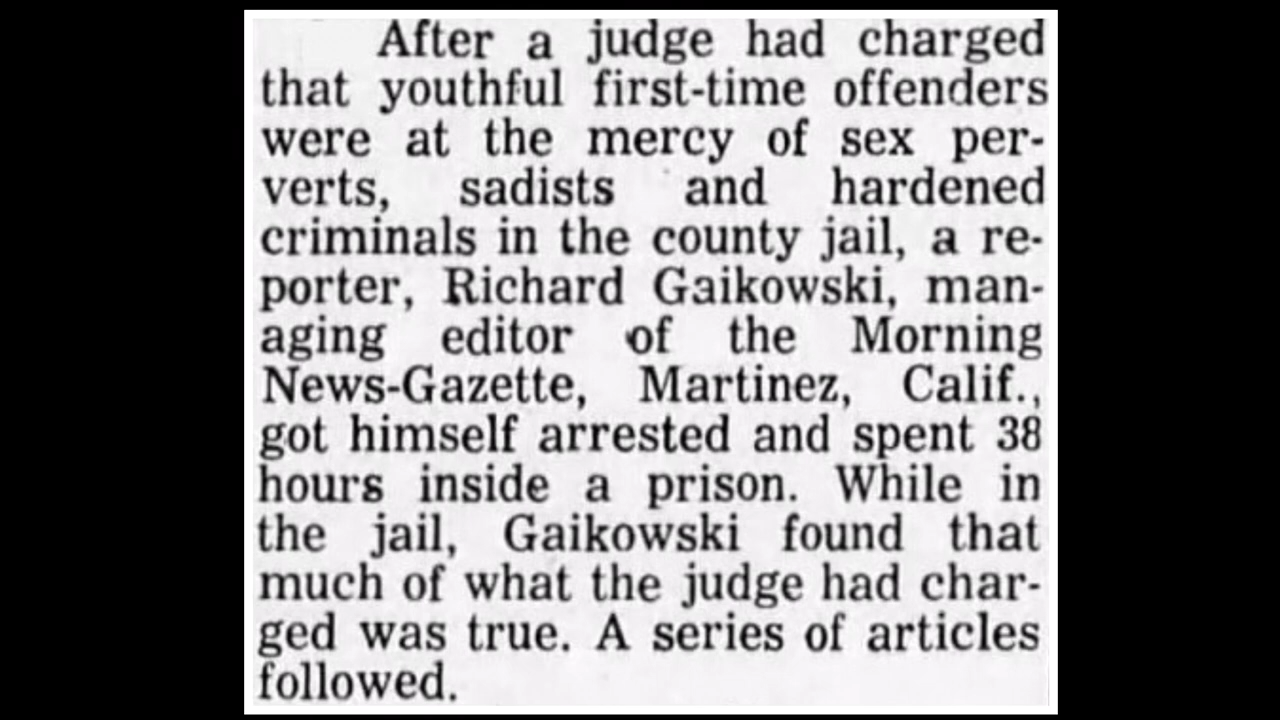 After a judge had charged
that youthful first-time offenders
were at the mercy of sex per-
verts, sadists and hardened
criminals in the county jail, a re-
porter, Richard Gaikowski, man-
aging editor of the Morning
News-Gazette, Martinez, Calif.,
got himself arrested and spent 38
hours inside a prison. While in
the jail, Gaikowski found that
much of what the judge had char-
ged was true. A series of articles
followed.